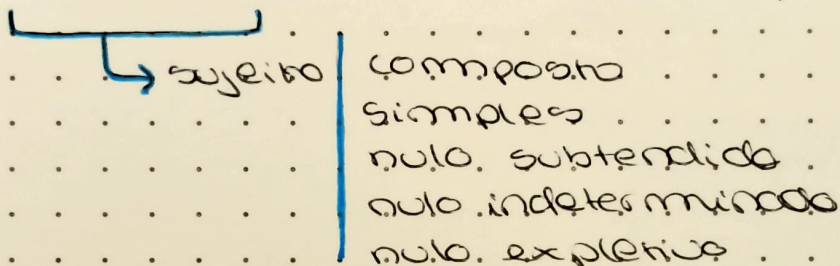 sujeito
composto
simples
nulo subtendido
nulo indeterminado
nulo expletivo